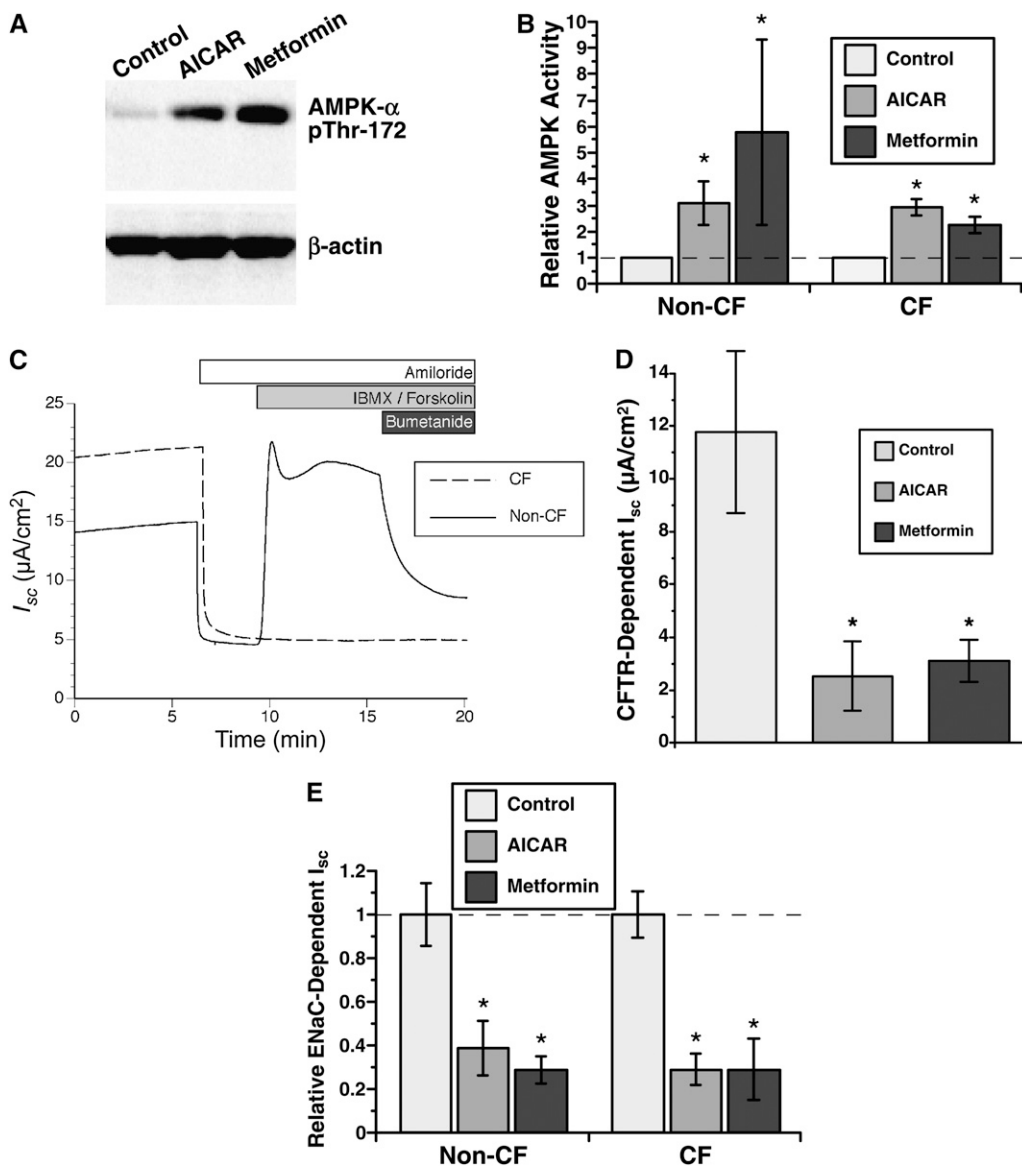 A
Control
AICAR
Metformin
AMPK-α
pThr-172
β-actin
B
Relative AMPK Activity
10
9
8
7
6
5
4
3
2
1
0
*
*
*
*
Control
AICAR
Metformin
Non-CF
CF
C
Amiloride
IBMX / Forskolin
Bumetanide
Isc (µA/cm2)
25
20
15
10
5
0
CF
Non-CF
0
5
10
15
20
Time (min)
D
CFTR-Dependent Isc (µA/cm²)
14
12
10
8
6
4
2
0
*
*
Control
AICAR
Metformin
E
Control
AICAR
Metformin
Relative ENaC-Dependent Isc
1.2
1
0.8
0.6
0.4
0.2
0
*
*
*
*
Non-CF
CF